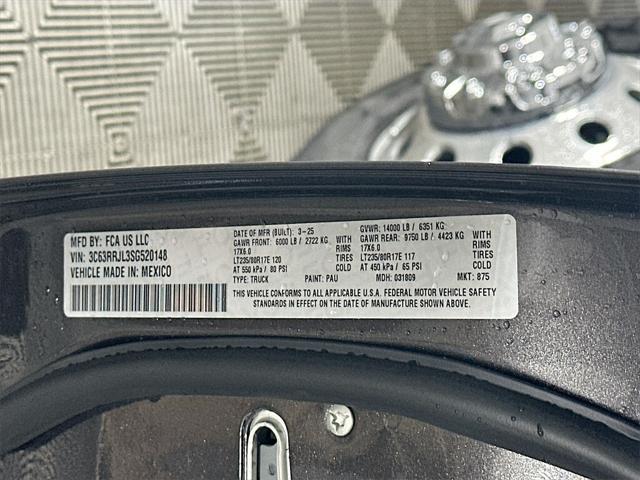 MFD BY: FCA US LLC
VIN: 3C63RRJL3SG520148
VEHICLE MADE IN: MEXICO
DATE OF MFR (BUILT): 3-25
GAWR FRONT: 6000 LB / 2722 KG WITH
17X6.0 RIMS
LT235/80R17E 120 TIRES
AT 550 kPa / 80 PSI COLD
TYPE: TRUCK PAINT: PAU
GVWR: 14000 LB / 6351 KG
GAWR REAR: 9750 LB / 4423 KG WITH
17X6.0 RIMS
LT235/80R17E 117 TIRES
AT 450 kPa / 65 PSI COLD
MDH: 031809 MKT: 875
THIS VEHICLE CONFORMS TO ALL APPLICABLE U.S.A. FEDERAL MOTOR VEHICLE SAFETY
STANDARDS IN EFFECT ON THE DATE OF MANUFACTURE SHOWN ABOVE.